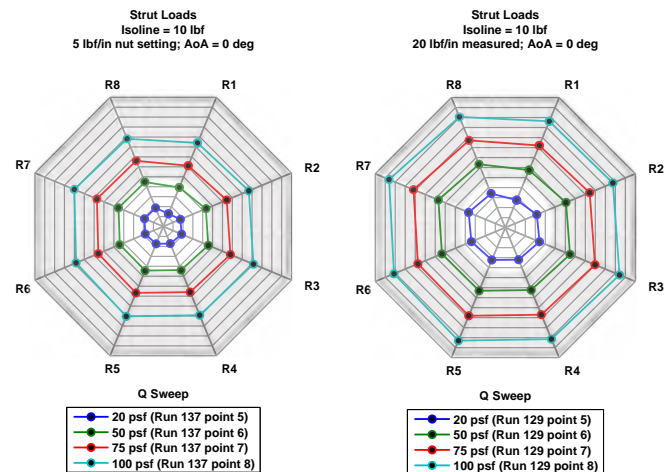 Strut Loads
Isoline = 10 lbf
5 lbf/in nut setting; AoA = 0 deg
R8
R1
R7
R2
R6
R3
R5
R4
Q Sweep
20 psf (Run 137 point 5)
50 psf (Run 137 point 6)
75 psf (Run 137 point 7)
100 psf (Run 137 point 8)
Strut Loads
Isoline = 10 lbf
20 lbf/in measured; AoA = 0 deg
R8
R1
R7
R2
R6
R3
R5
R4
Q Sweep
20 psf (Run 129 point 5)
50 psf (Run 129 point 6)
75 psf (Run 129 point 7)
100 psf (Run 129 point 8)